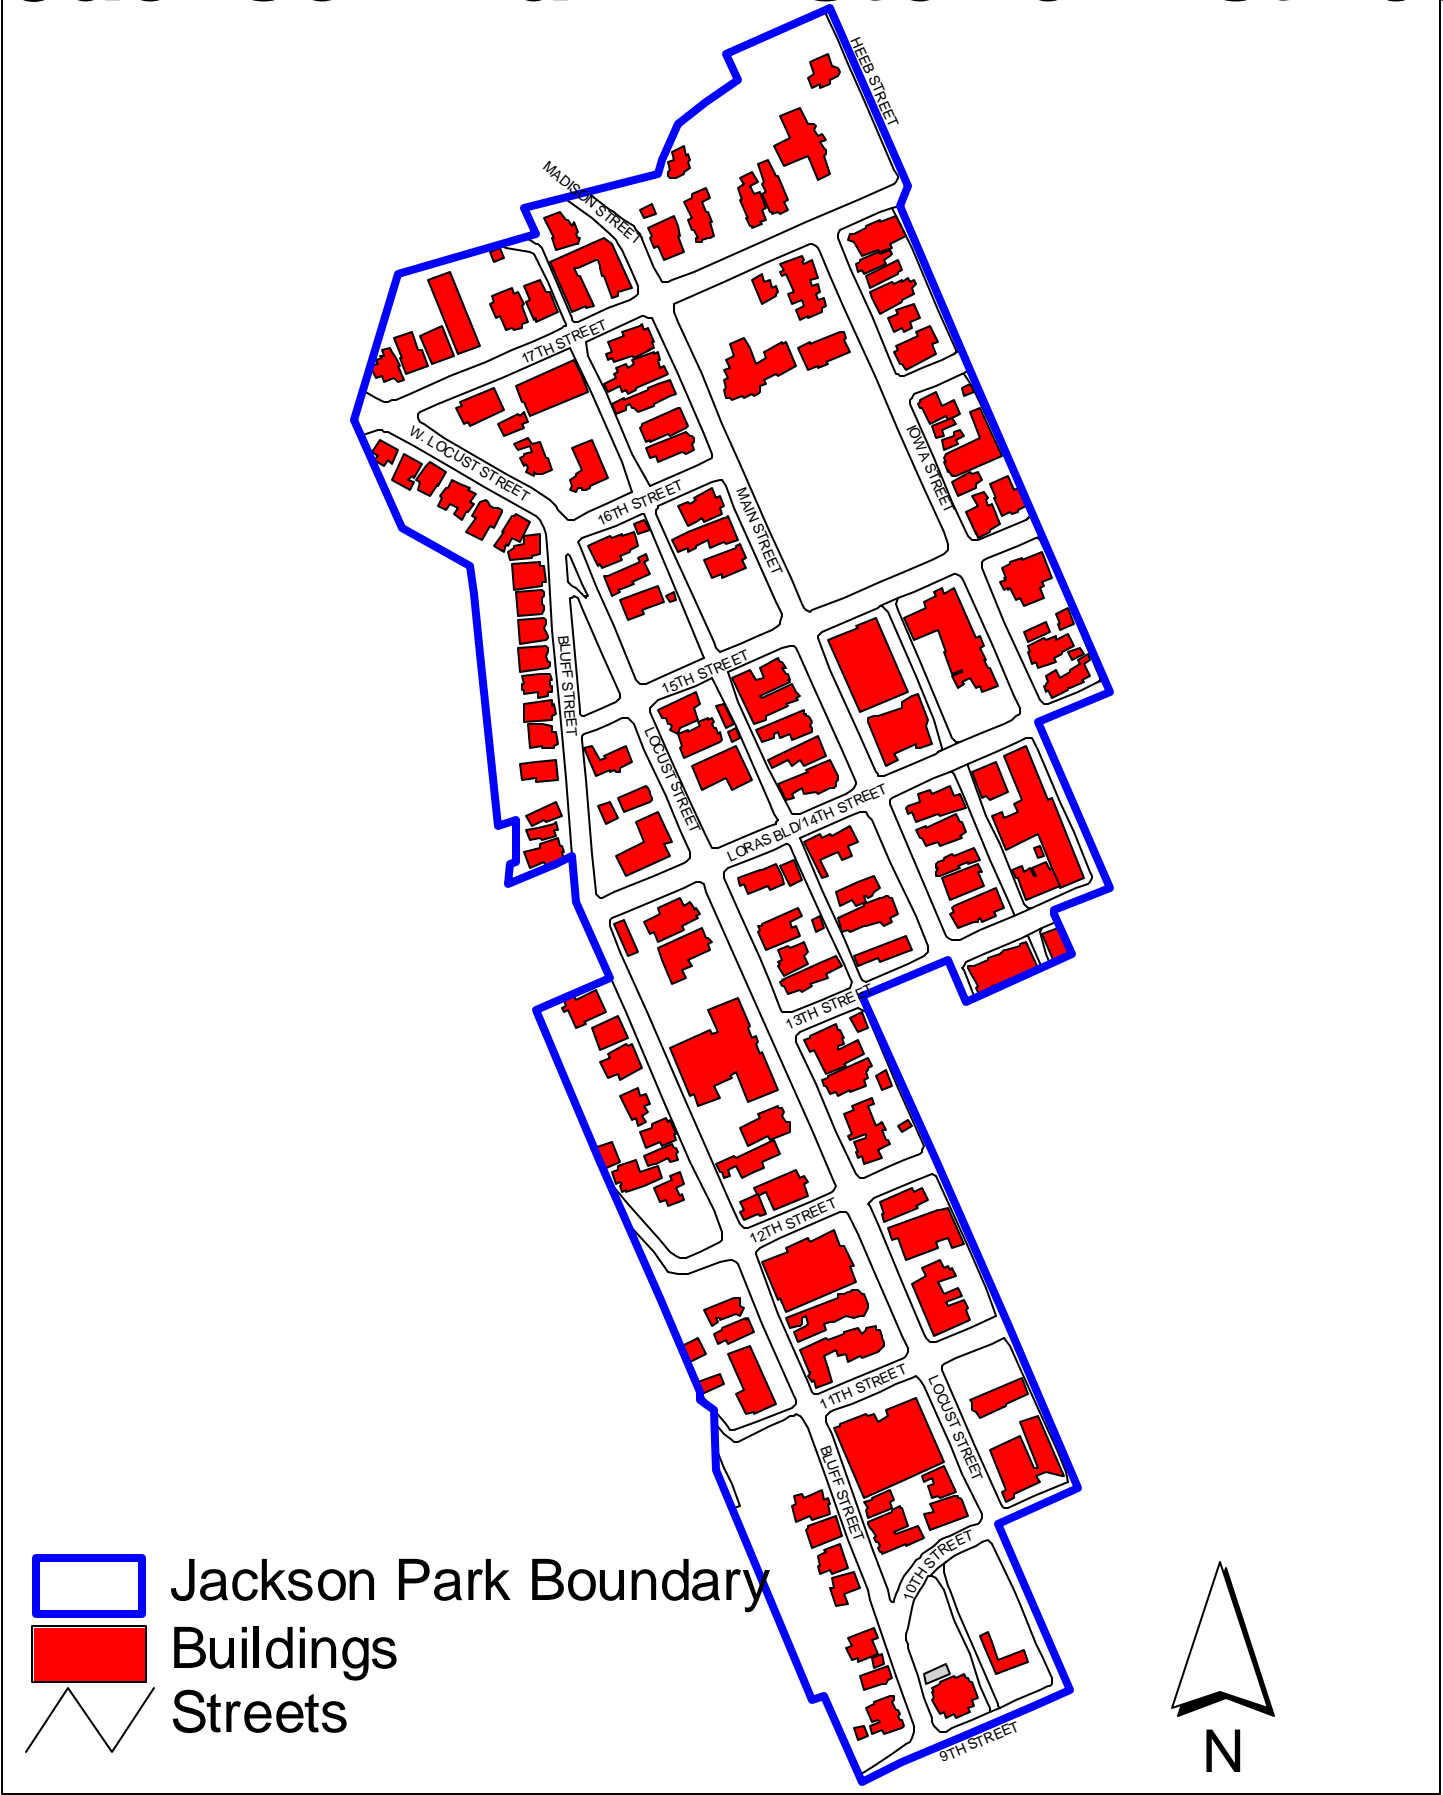 HEEB STREET
MADISON STREET
17TH STREET
W. LOCUST STREET
IOWA STREET
16TH STREET
MAIN STREET
BLUFF STREET
15TH STREET
LOCUST STREET
LORAS BLD/14TH STREET
13TH STREET
12TH STREET
11TH STREET
LOCUST STREET
BLUFF STREET
10TH STREET
9TH STREET
Jackson Park Boundary
Buildings
Streets
N